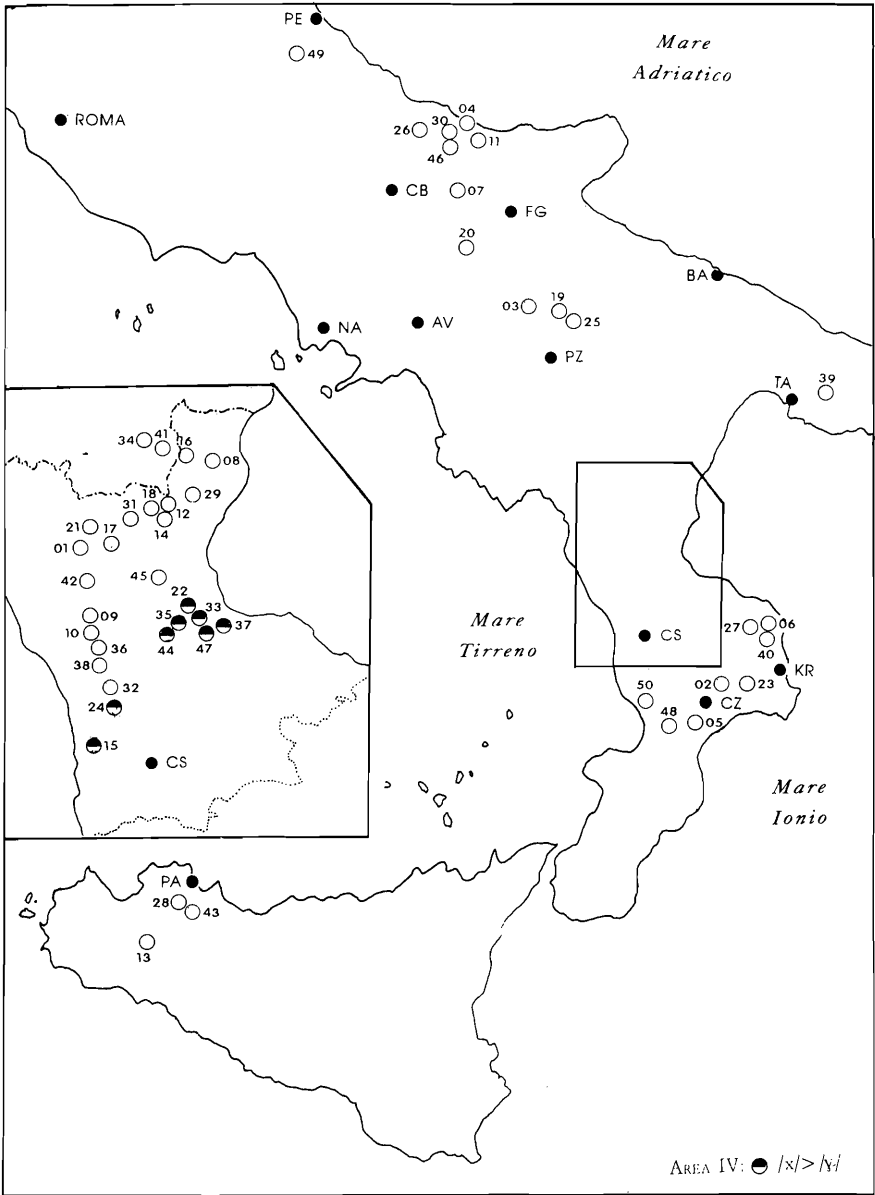 PE
49
Mare
Adriatico
ROMA
04
30
26
11
46
CB
07
FG
20
BA
03
19
25
NA
AV
PZ
TA
39
34
41
16
08
29
18
31
12
21
17
14
01
42
45
22
09
35
33
37
10
44
47
36
38
32
24
15
CS
Mare
Tirreno
CS
27
06
40
KR
50
02
23
CZ
48
05
Mare
Ionio
PA
28
43
13
AREA IV: /x/>/ɣ/